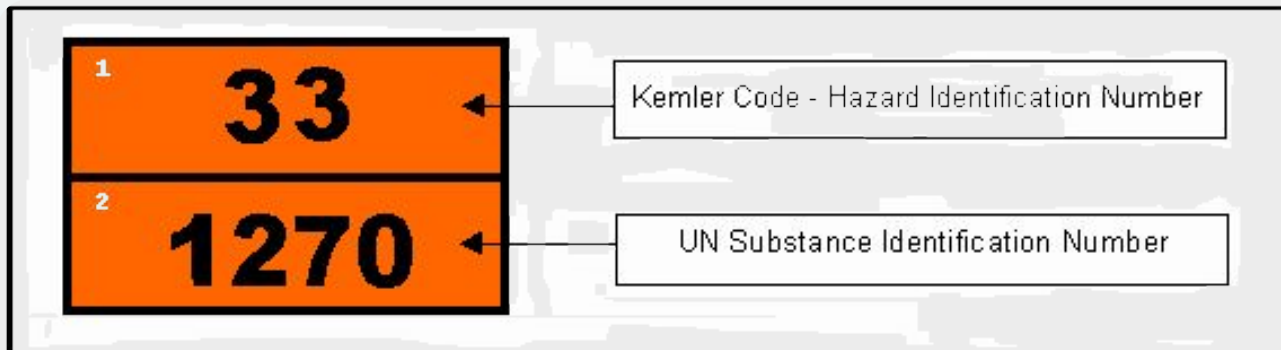 1
33
Kemler Code - Hazard Identification Number
2
1270
UN Substance Identification Number